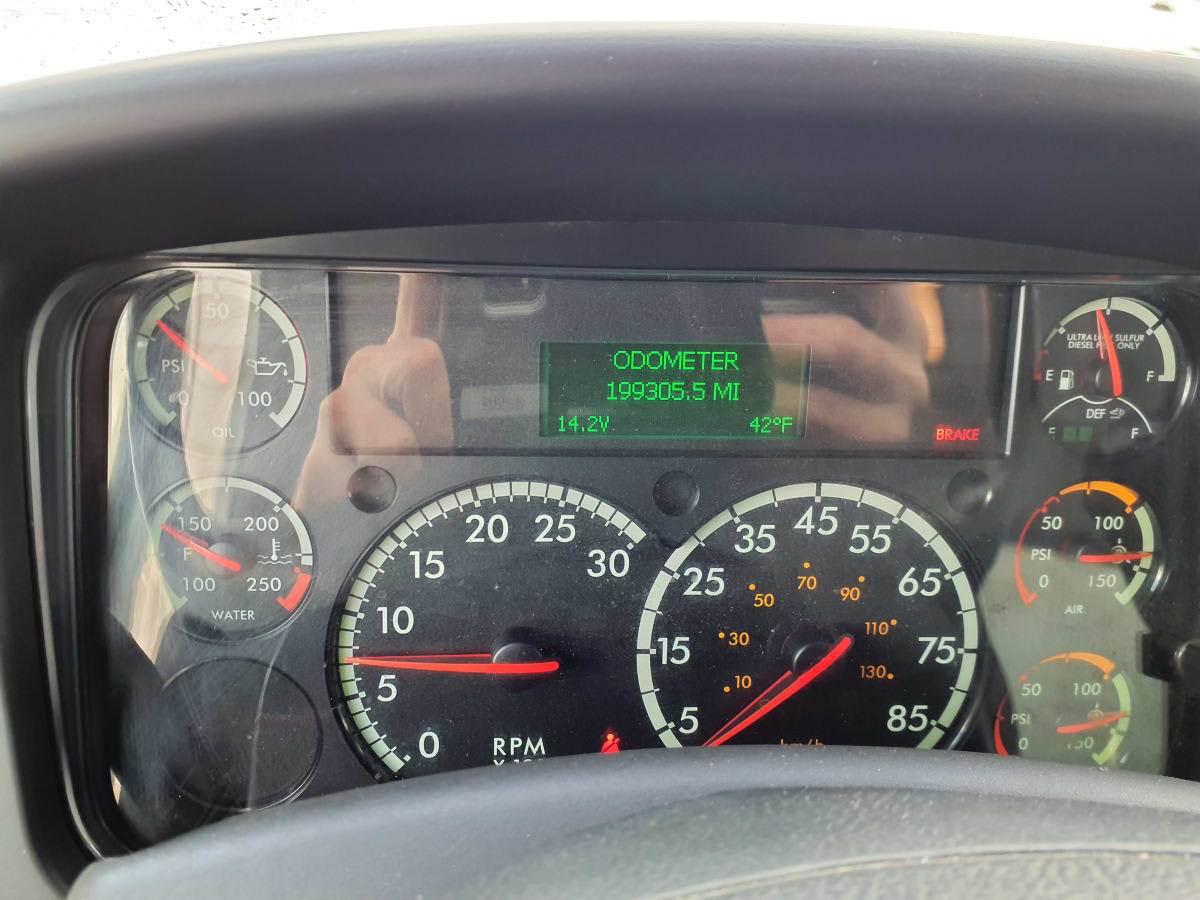 ODOMETER
199305.5 MI
14.2V 42°F
BRAKE
50
PSI
0 100
OIL
150 200
F
100 250
WATER
0 5 10 15 20 25 30
RPM
5 15 25 35 45 55 65 75 85
10 30 50 70 90 110 130
km/h
ULTRA LOW SULFUR
DIESEL FUEL ONLY
E F
DEF
E F
50 100
PSI
0 150
AIR
50 100
PSI
0 150